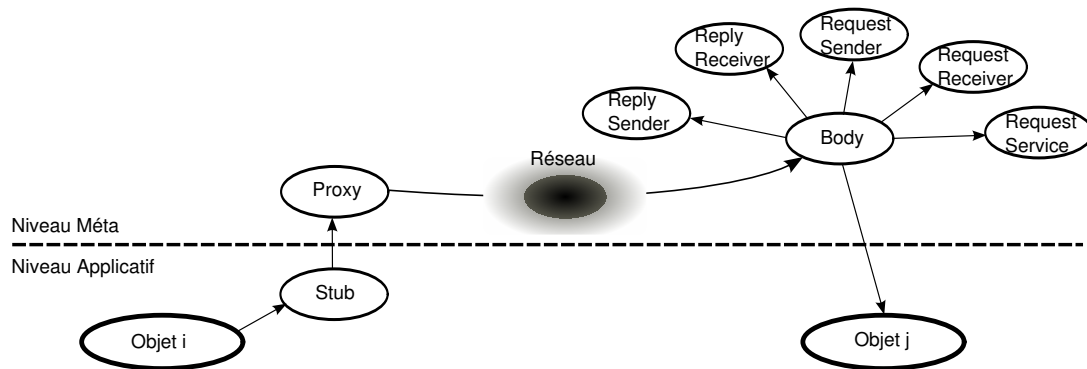 Request
Sender
Reply
Receiver
Request
Receiver
Reply
Sender
Body
Request
Service
Réseau
Proxy
Niveau Méta
Niveau Applicatif
Stub
Objet i
Objet j